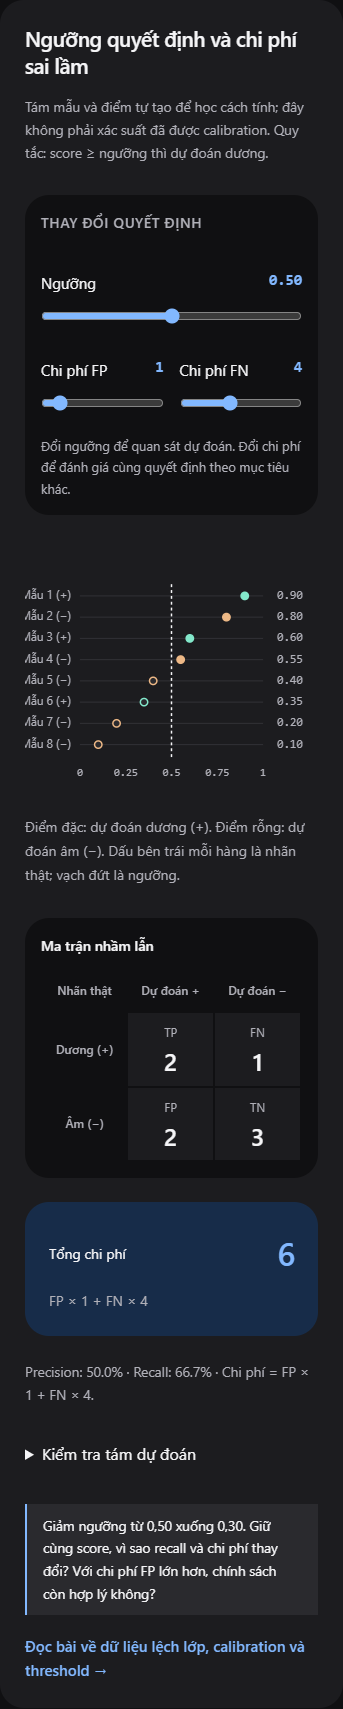 Ngưỡng quyết định và chi phí
sai lầm
Tám mẫu và điểm tự tạo để học cách tính; đây
không phải xác suất đã được calibration. Quy
tắc: score ≥ ngưỡng thì dự đoán dương.
THAY ĐỔI QUYẾT ĐỊNH
Ngưỡng 0.50
Chi phí FP 1 Chi phí FN 4
Đổi ngưỡng để quan sát dự đoán. Đổi chi phí
để đánh giá cùng quyết định theo mục tiêu
khác.
Mẫu 1 (+) 0.90
Mẫu 2 (−) 0.80
Mẫu 3 (+) 0.60
Mẫu 4 (−) 0.55
Mẫu 5 (−) 0.40
Mẫu 6 (+) 0.35
Mẫu 7 (−) 0.20
Mẫu 8 (−) 0.10
0 0.25 0.5 0.75 1
Điểm đặc: dự đoán dương (+). Điểm rỗng: dự
đoán âm (−). Dấu bên trái mỗi hàng là nhãn
thật; vạch đứt là ngưỡng.
Ma trận nhầm lẫn
Nhãn thật Dự đoán + Dự đoán −
TP FN
Dương (+) 2 1
FP TN
Âm (−) 2 3
Tổng chi phí 6
FP × 1 + FN × 4
Precision: 50.0% · Recall: 66.7% · Chi phí = FP ×
1 + FN × 4.
▶ Kiểm tra tám dự đoán
Giảm ngưỡng từ 0,50 xuống 0,30. Giữ
cùng score, vì sao recall và chi phí thay
đổi? Với chi phí FP lớn hơn, chính sách
còn hợp lý không?
Đọc bài về dữ liệu lệch lớp, calibration và
threshold →